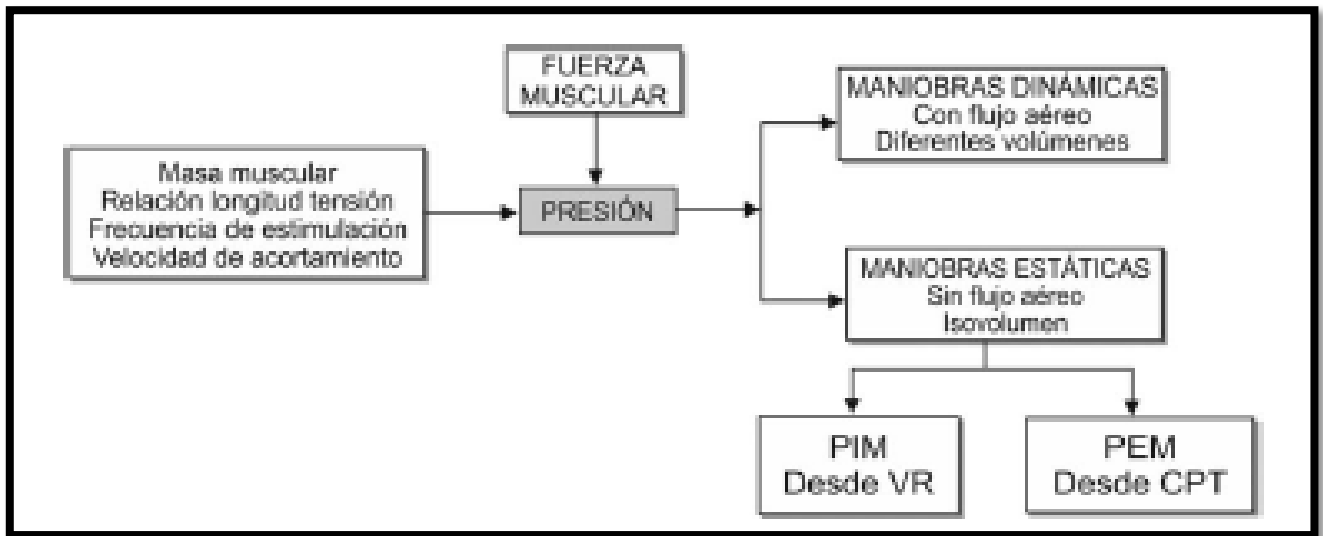 FUERZA
MUSCULAR
MANIOBRAS DINÁMICAS
Con flujo aéreo
Diferentes volúmenes
Masa muscular
Relación longitud tensión
Frecuencia de estimulación
Velocidad de acortamiento
PRESIÓN
MANIOBRAS ESTÁTICAS
Sin flujo aéreo
Isovolumen
PIM
Desde VR
PEM
Desde CPT